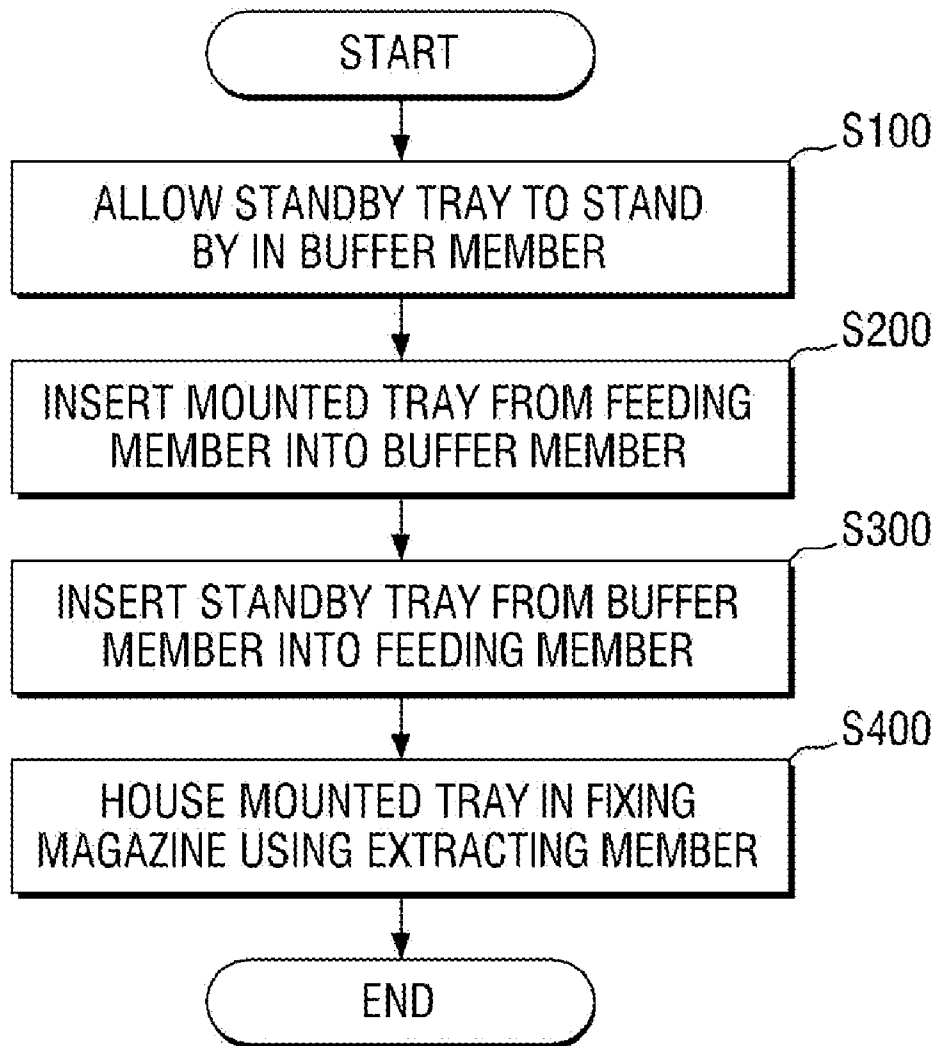 START
S100
ALLOW STANDBY TRAY TO STAND
BY IN BUFFER MEMBER
S200
INSERT MOUNTED TRAY FROM FEEDING
MEMBER INTO BUFFER MEMBER
S300
INSERT STANDBY TRAY FROM BUFFER
MEMBER INTO FEEDING MEMBER
S400
HOUSE MOUNTED TRAY IN FIXING
MAGAZINE USING EXTRACTING MEMBER
END